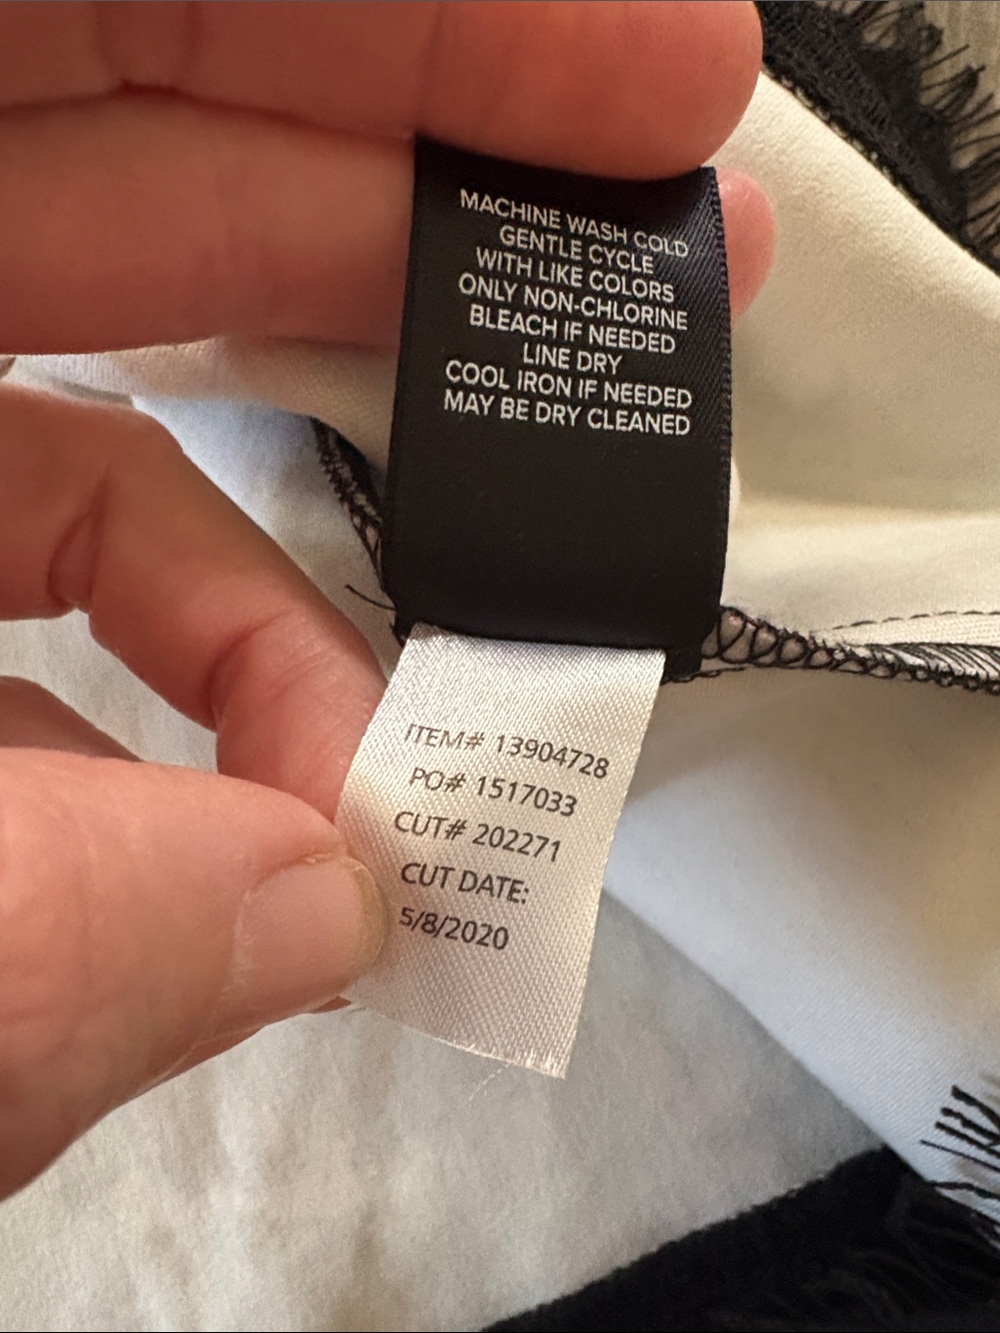 MACHINE WASH COLD
GENTLE CYCLE
WITH LIKE COLORS
ONLY NON-CHLORINE
BLEACH IF NEEDED
LINE DRY
COOL IRON IF NEEDED
MAY BE DRY CLEANED
ITEM# 13904728
PO# 1517033
CUT# 202271
CUT DATE:
5/8/2020